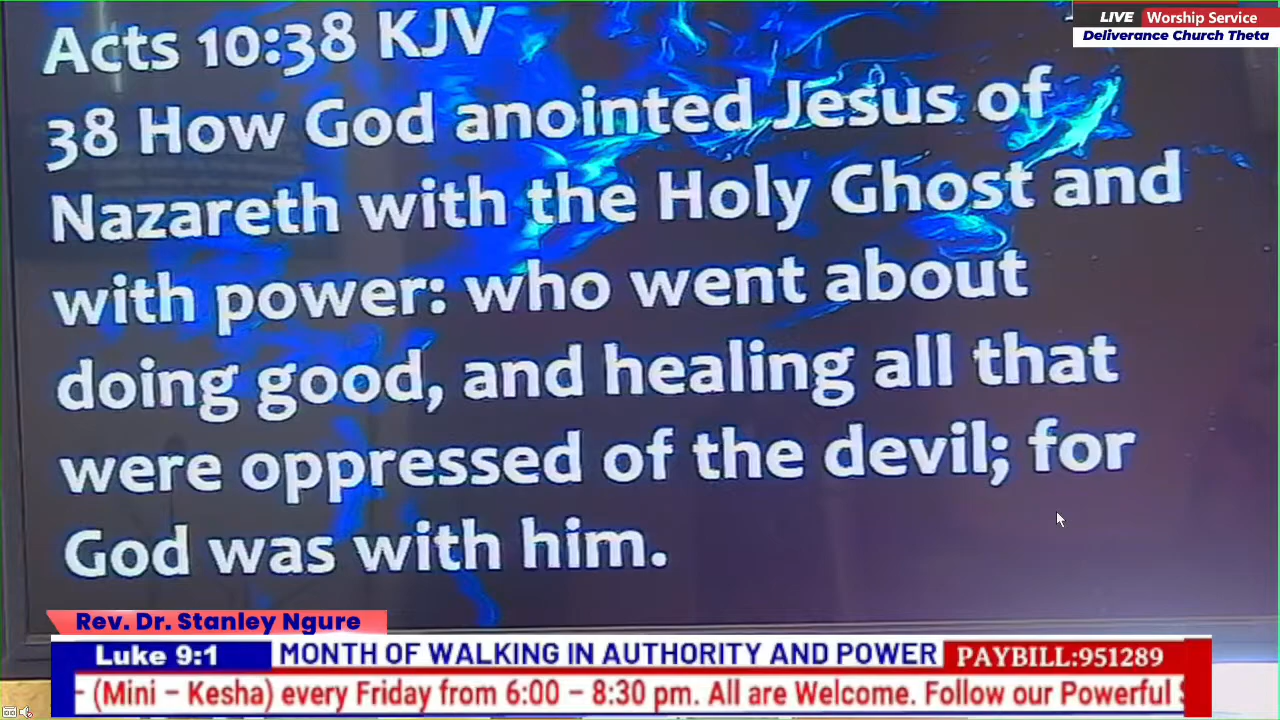 LIVE Worship Service
Deliverance Church Theta
Acts 10:38 KJV
38 How God anointed Jesus of
Nazareth with the Holy Ghost and
with power: who went about
doing good, and healing all that
were oppressed of the devil; for
God was with him.
Rev. Dr. Stanley Ngure
Luke 9:1 MONTH OF WALKING IN AUTHORITY AND POWER PAYBILL:951289
- (Mini – Kesha) every Friday from 6:00 – 8:30 pm. All are Welcome. Follow our Powerful S